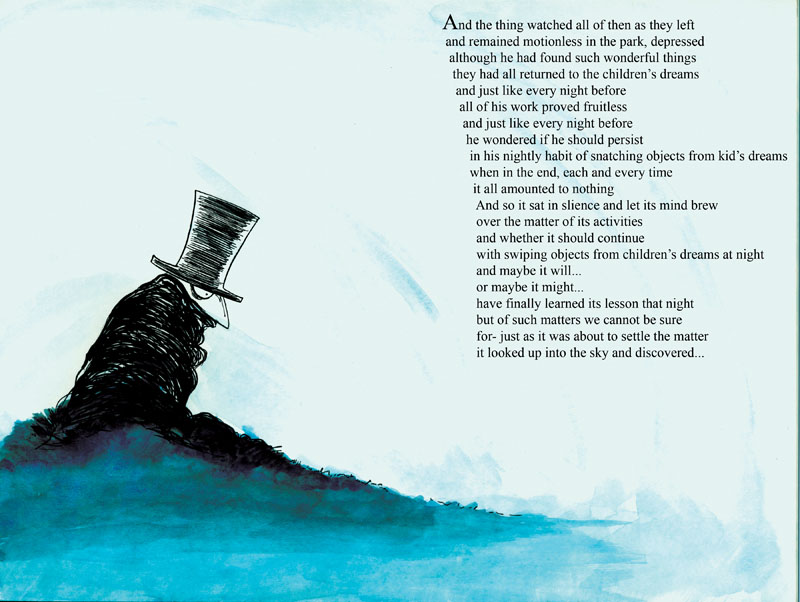 And the thing watched all of then as they left
and remained motionless in the park, depressed
although he had found such wonderful things
they had all returned to the children's dreams
and just like every night before
all of his work proved fruitless
and just like every night before
he wondered if he should persist
in his nightly habit of snatching objects from kid's dreams
when in the end, each and every time
it all amounted to nothing
And so it sat in slience and let its mind brew
over the matter of its activities
and whether it should continue
with swiping objects from children's dreams at night
and maybe it will...
or maybe it might...
have finally learned its lesson that night
but of such matters we cannot be sure
for- just as it was about to settle the matter
it looked up into the sky and discovered...